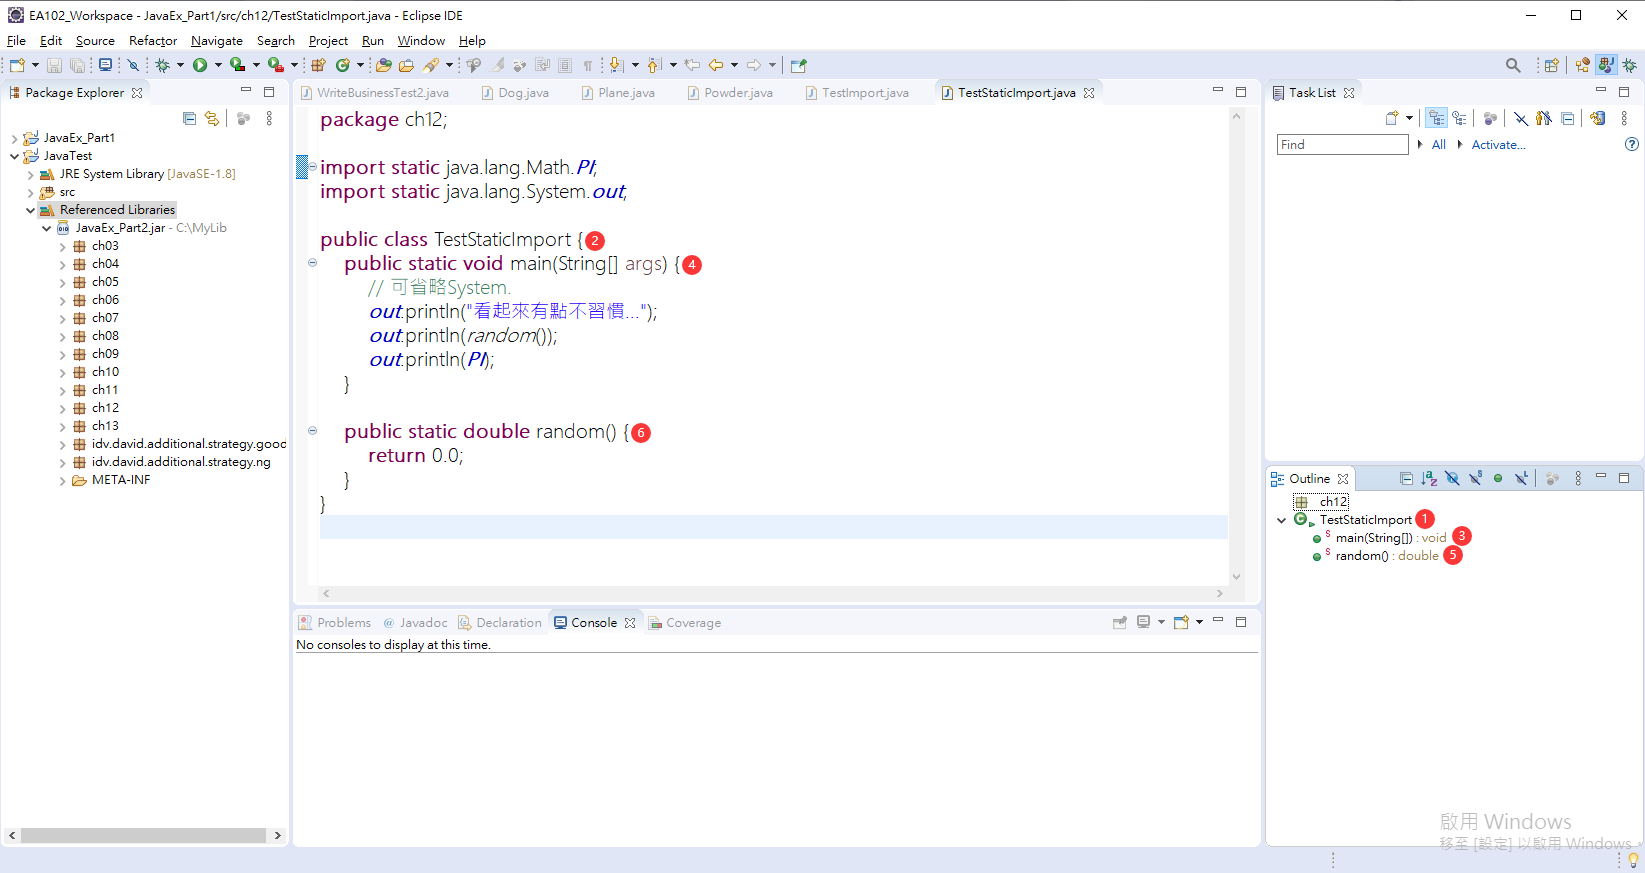 EA102_Workspace - JavaEx_Part1/src/ch12/TestStaticImport.java - Eclipse IDE
File Edit Source Refactor Navigate Search Project Run Window Help
Package Explorer
JavaEx_Part1
JavaTest
JRE System Library [JavaSE-1.8]
src
Referenced Libraries
JavaEx_Part2.jar - C:\MyLib
ch03
ch04
ch05
ch06
ch07
ch08
ch09
ch10
ch11
ch12
ch13
idv.david.additional.strategy.good
idv.david.additional.strategy.ng
META-INF
WriteBusinessTest2.java Dog.java Plane.java Powder.java TestImport.java TestStaticImport.java
package ch12;
import static java.lang.Math.PI;
import static java.lang.System.out;
public class TestStaticImport { 2
public static void main(String[] args) { 4
// 可省略System.
out.println("看起來有點不習慣...");
out.println(random());
out.println(PI);
}
public static double random() { 6
return 0.0;
}
}
Problems @ Javadoc Declaration Console Coverage
No consoles to display at this time.
Task List
Find All Activate...
Outline
ch12
TestStaticImport 1
main(String[]) : void 3
random() : double 5
啟用 Windows
移至 [設定] 以啟用 Windows。